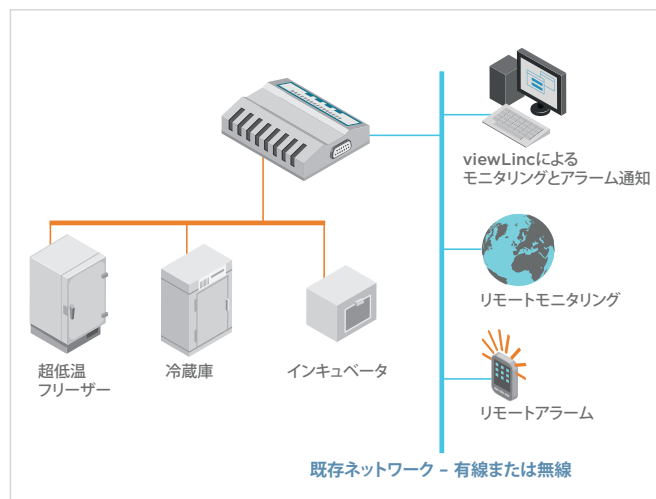 viewLincによる
モニタリングとアラーム通知
リモートモニタリング
超低温
フリーザー
冷蔵庫
インキュベータ
リモートアラーム
既存ネットワーク – 有線または無線